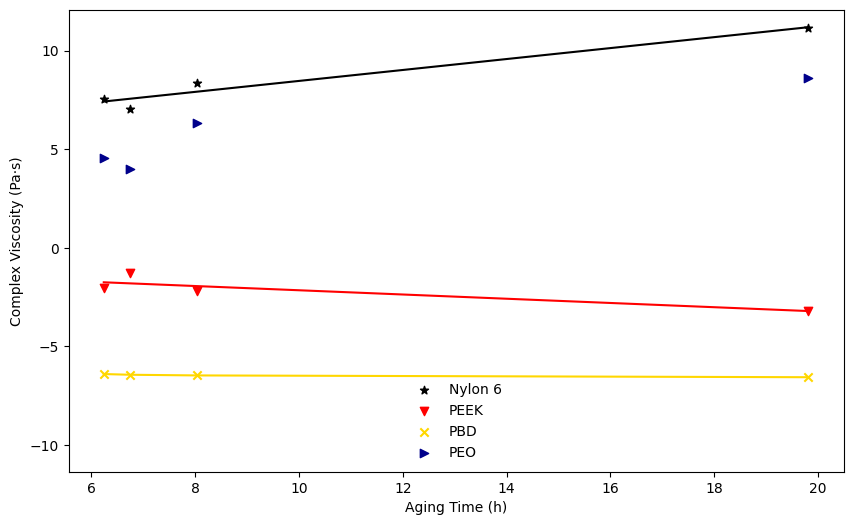 10
5
0
−5
−10
Complex Viscosity (Pa·s)
Nylon 6
PEEK
PBD
PEO
6 8 10 12 14 16 18 20
Aging Time (h)